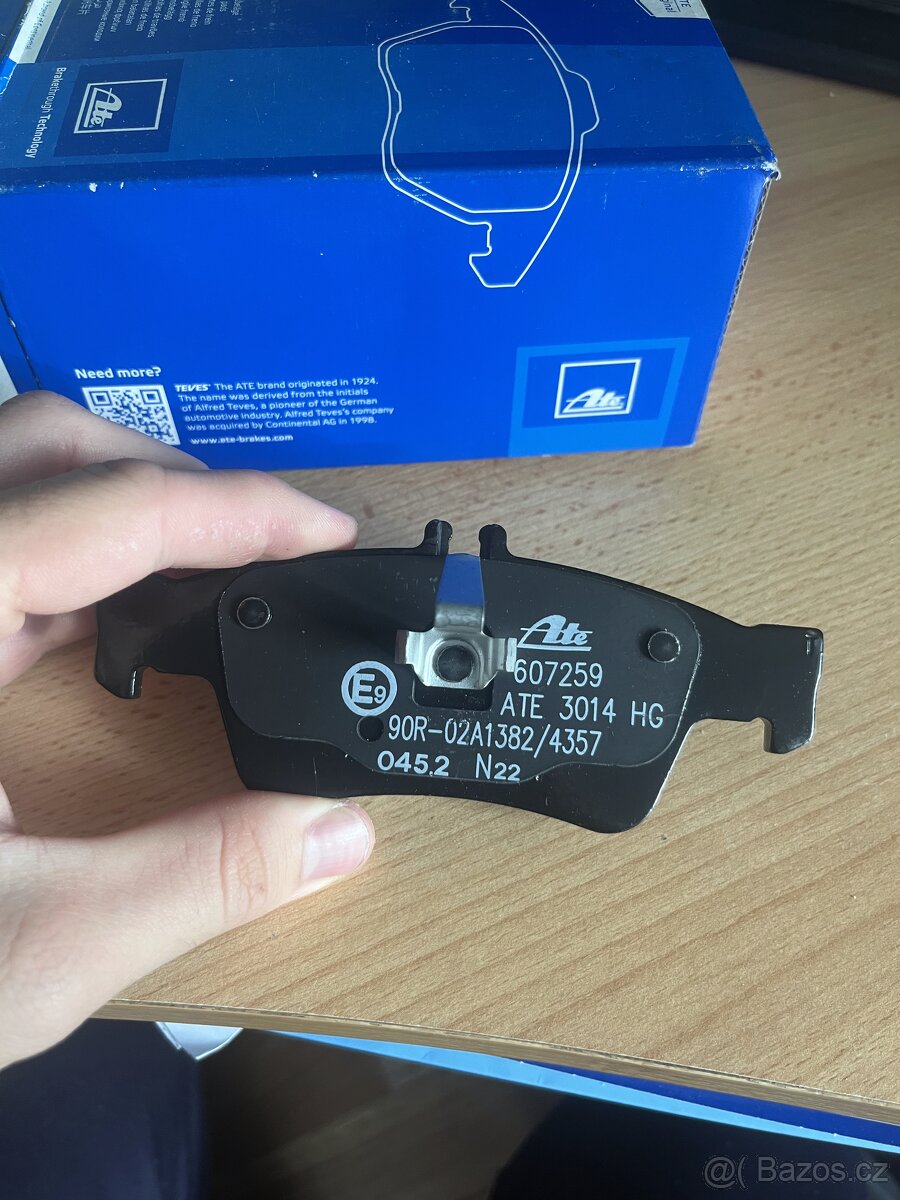 Brakethrough Technology
Ate
Need more?
TEVES® The ATE brand originated in 1924.
The name was derived from the initials
of Alfred Teves, a pioneer of the German
automotive industry. Alfred Teves's company
was acquired by Continental AG in 1998.
www.ate-brakes.com
Ate
Ate
607259
E9
ATE 3014 HG
90R-02A1382/4357
045.2 N22
@( Bazos.cz